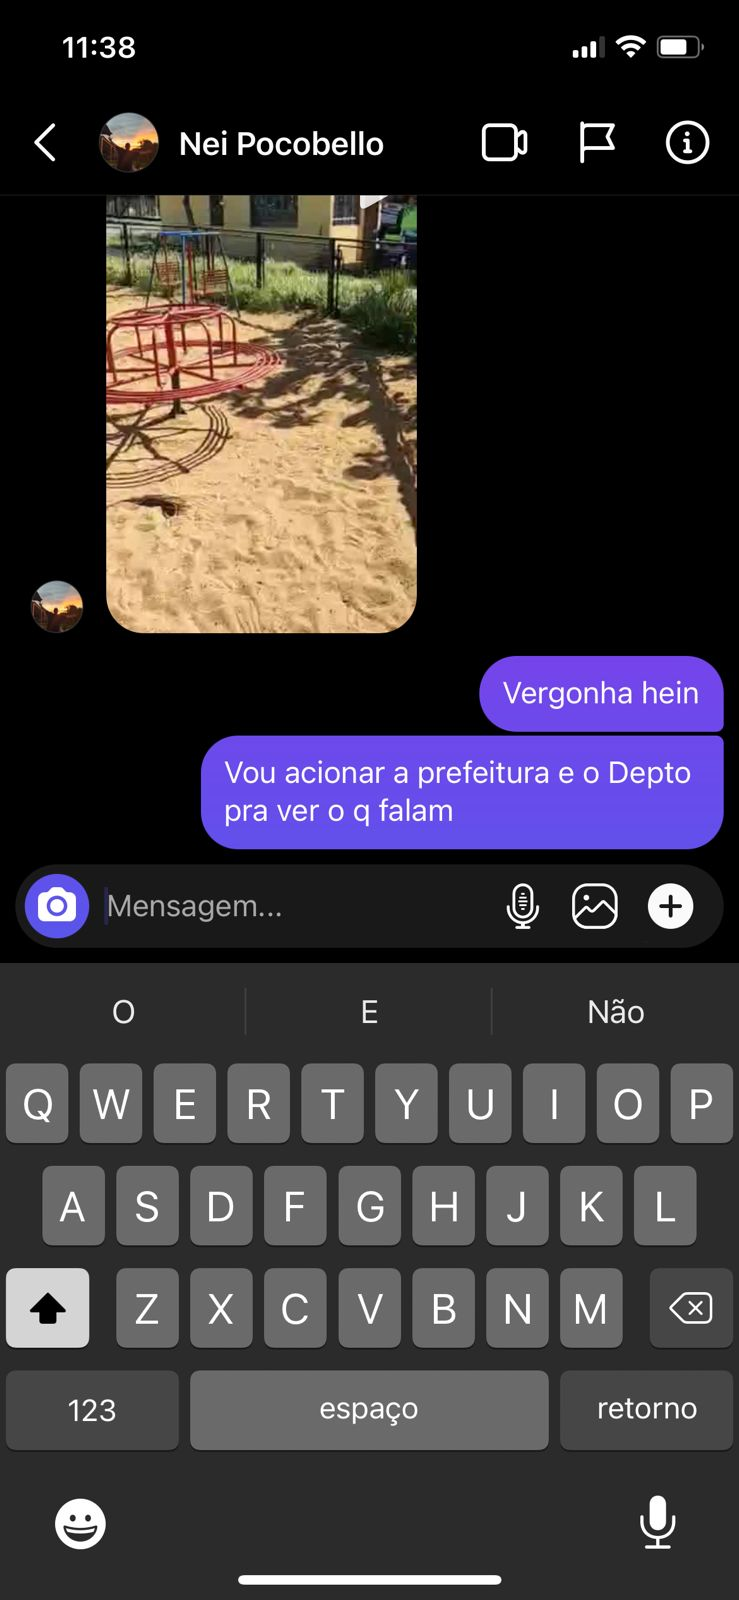 11:38
Nei Pocobello
Vergonha hein
Vou acionar a prefeitura e o Depto
pra ver o q falam
Mensagem...
O E Não
Q W E R T Y U I O P
A S D F G H J K L
Z X C V B N M
123 espaço retorno